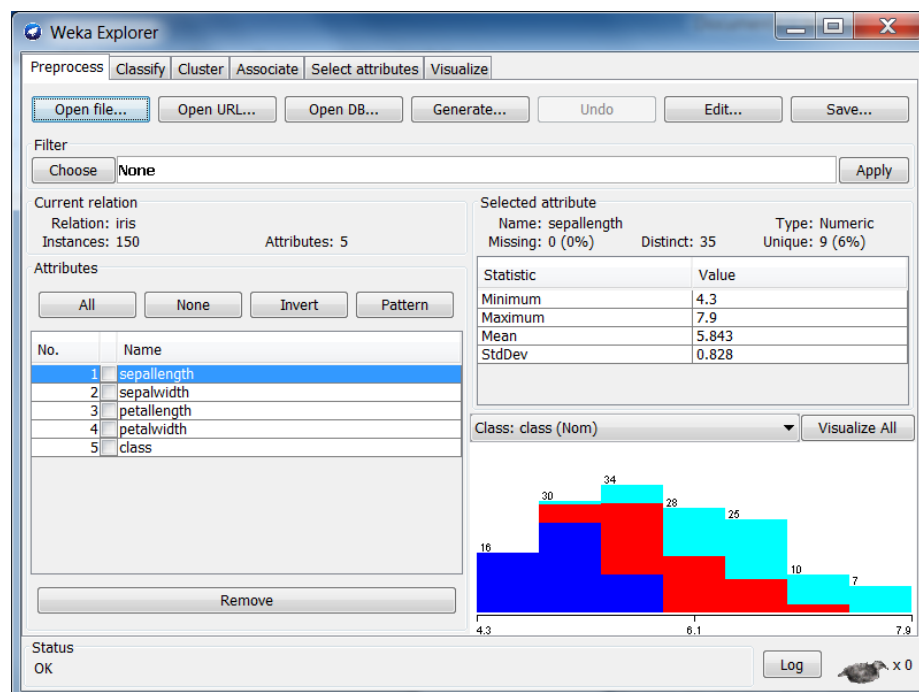 Weka Explorer
Preprocess Classify Cluster Associate Select attributes Visualize
Open file... Open URL... Open DB... Generate... Undo Edit... Save...
Filter
Choose None Apply
Current relation
Relation: iris
Instances: 150 Attributes: 5
Attributes
All None Invert Pattern
No. Name
1 sepallength
2 sepalwidth
3 petallength
4 petalwidth
5 class
Remove
Selected attribute
Name: sepallength Type: Numeric
Missing: 0 (0%) Distinct: 35 Unique: 9 (6%)
Statistic Value
Minimum 4.3
Maximum 7.9
Mean 5.843
StdDev 0.828
Class: class (Nom) Visualize All
16 30 34 28 25 10 7
4.3 6.1 7.9
Status
OK
Log x 0